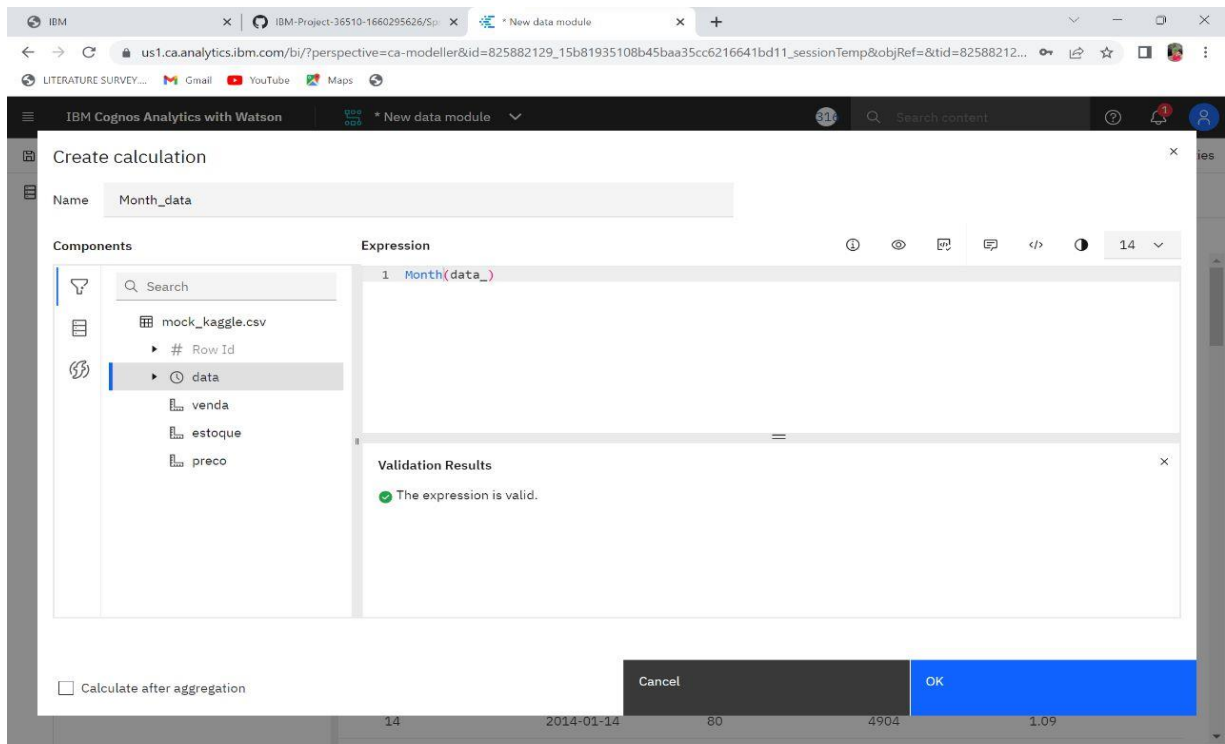 IBM
IBM-Project-36510-1660295626/Sp
* New data module
us1.ca.analytics.ibm.com/bi/?perspective=ca-modeller&id=825882129_15b81935108b45baa35cc6216641bd11_sessionTemp&objRef=&tid=82588212...
LITERATURE SURVEY....
Gmail
YouTube
Maps
IBM Cognos Analytics with Watson
* New data module
Search content
1
Create calculation
ies
Name
Month_data
Components
Expression
14
1 Month(data_)
Search
mock_kaggle.csv
# Row Id
data
venda
estoque
preco
Validation Results
The expression is valid.
Calculate after aggregation
Cancel
OK
14 2014-01-14 80 4904 1.09